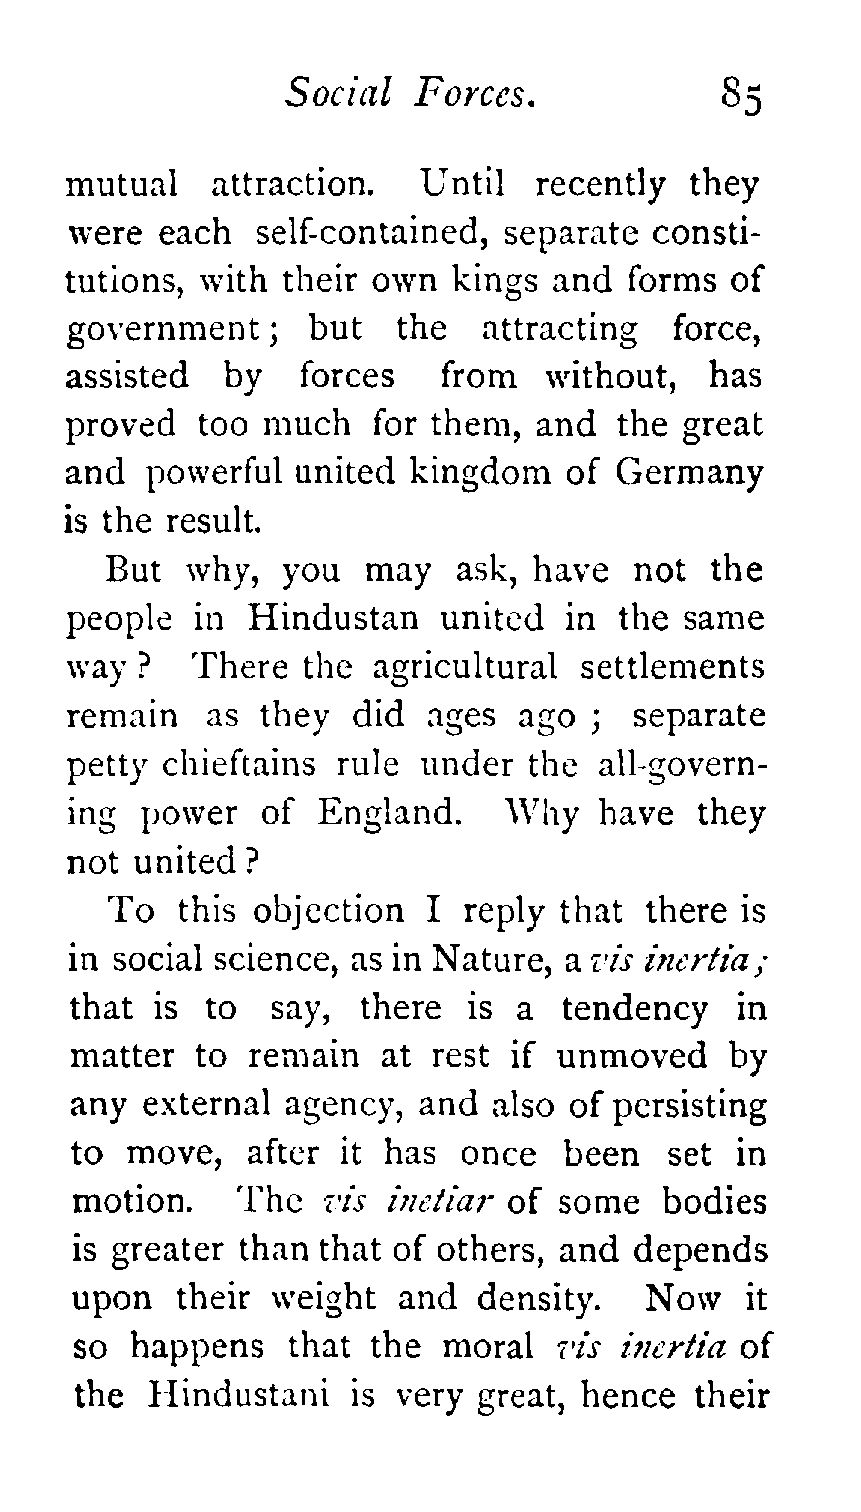 Social Forces. 85
mutual attraction. Until recently they
were each self-contained, separate consti-
tutions, with their own kings and forms of
government; but the attracting force,
assisted by forces from without, has
proved too much for them, and the great
and powerful united kingdom of Germany
is the result.
But why, you may ask, have not the
people in Hindustan united in the same
way? There the agricultural settlements
remain as they did ages ago; separate
petty chieftains rule under the all-govern-
ing power of England. Why have they
not united?
To this objection I reply that there is
in social science, as in Nature, a vis inertia;
that is to say, there is a tendency in
matter to remain at rest if unmoved by
any external agency, and also of persisting
to move, after it has once been set in
motion. The vis inetiar of some bodies
is greater than that of others, and depends
upon their weight and density. Now it
so happens that the moral vis inertia of
the Hindustani is very great, hence their